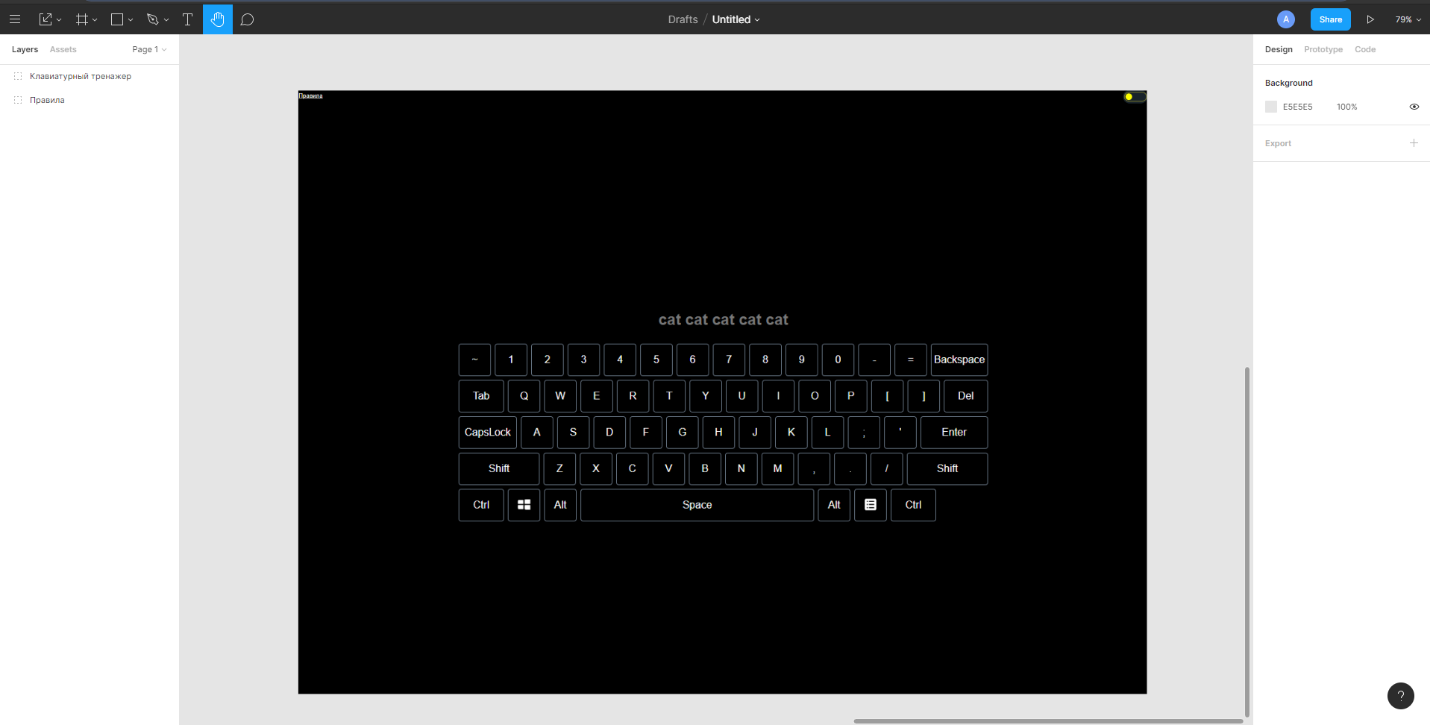 Drafts / Untitled
A
Share
79%
Layers Assets Page 1
Клавиатурный тренажер
Правила
Правила
cat cat cat cat cat
~ 1 2 3 4 5 6 7 8 9 0 - = Backspace
Tab Q W E R T Y U I O P [ ] Del
CapsLock A S D F G H J K L ; ' Enter
Shift Z X C V B N M , . / Shift
Ctrl Alt Space Alt Ctrl
Design Prototype Code
Background
E5E5E5 100%
Export
?